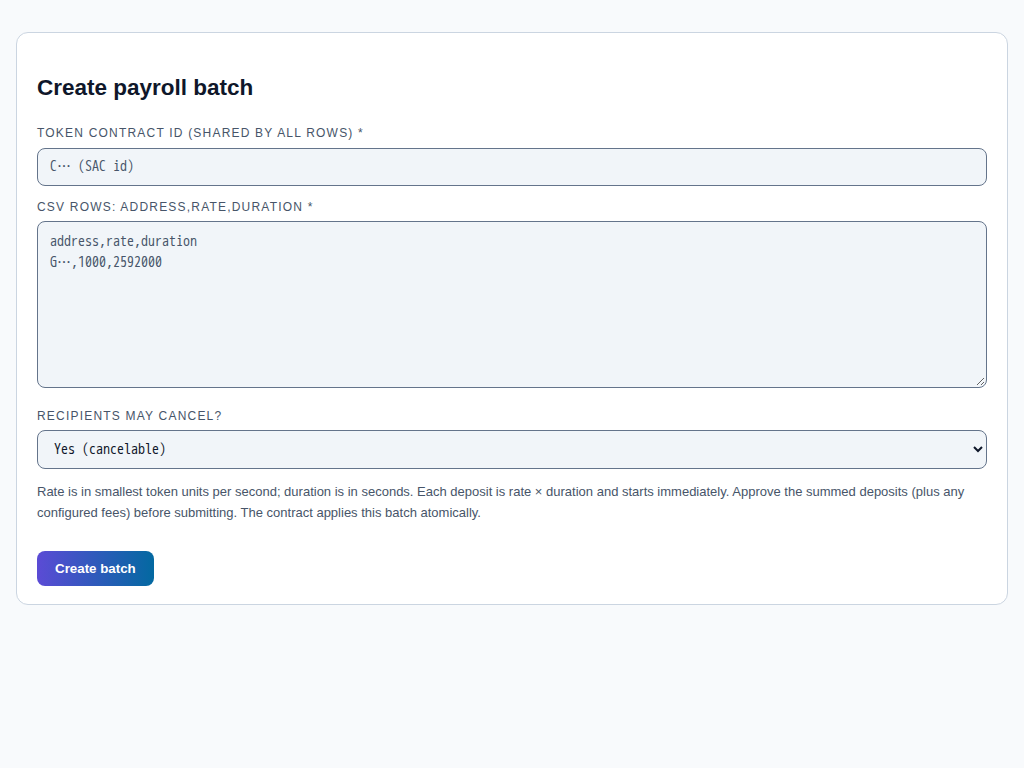 Create payroll batch
TOKEN CONTRACT ID (SHARED BY ALL ROWS) *
C… (SAC id)
CSV ROWS: ADDRESS,RATE,DURATION *
address,rate,duration
G…,1000,2592000
RECIPIENTS MAY CANCEL?
Yes (cancelable)
Rate is in smallest token units per second; duration is in seconds. Each deposit is rate × duration and starts immediately. Approve the summed deposits (plus any
configured fees) before submitting. The contract applies this batch atomically.
Create batch